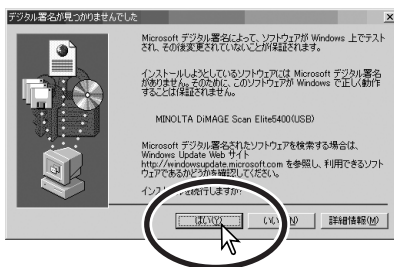 デジタル署名が見つかりませんでした
Microsoft デジタル署名によって、ソフトウェアが Windows 上でテスト
され、その後変更されていないことが保証されます。
インストールしようとしているソフトウェアには Microsoft デジタル署名
がありません。そのために、このソフトウェアが Windows で正しく動作
することは保証されません。
MINOLTA DiMAGE Scan Elite5400(USB)
Microsoft デジタル署名されたソフトウェアを検索する場合は、
Windows Update Web サイト
http://windowsupdate.microsoft.com を参照し、利用できるソフト
ウェアであるかどうかを確認してください。
インストールを続行しますか?
はい(Y)
いいえ(N)
詳細情報(M)